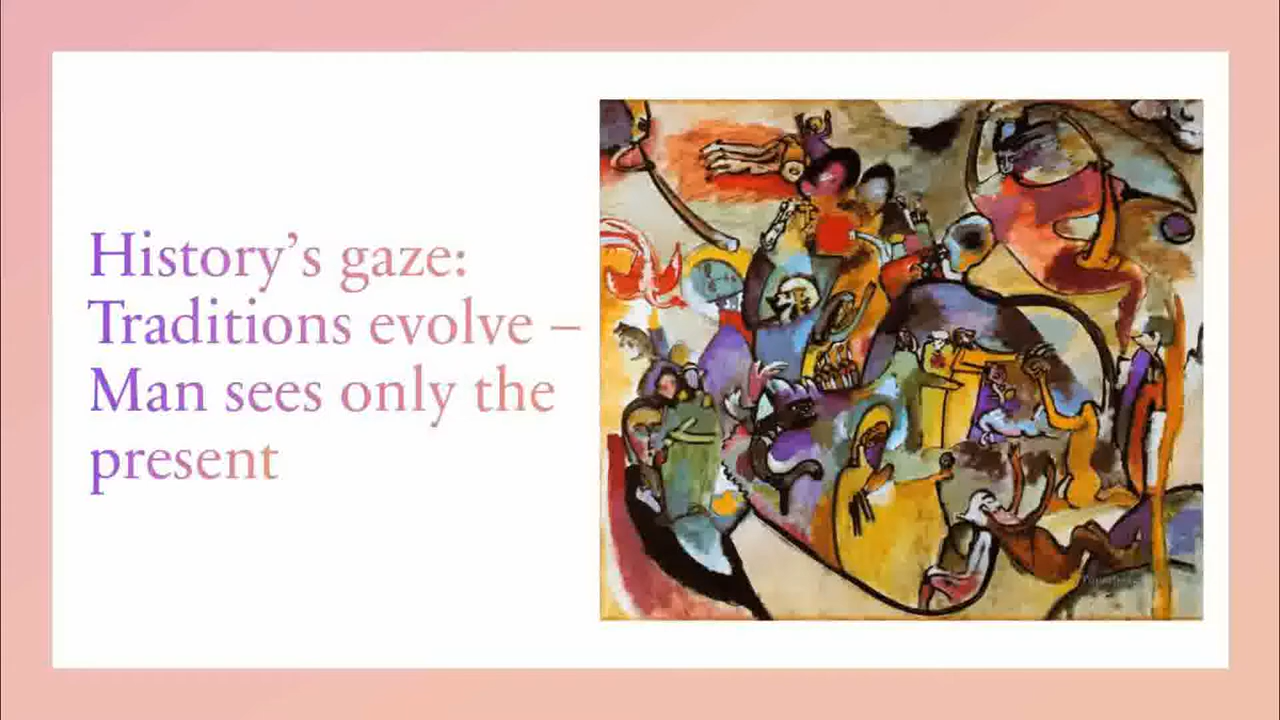 History’s gaze:
Traditions evolve –
Man sees only the
present